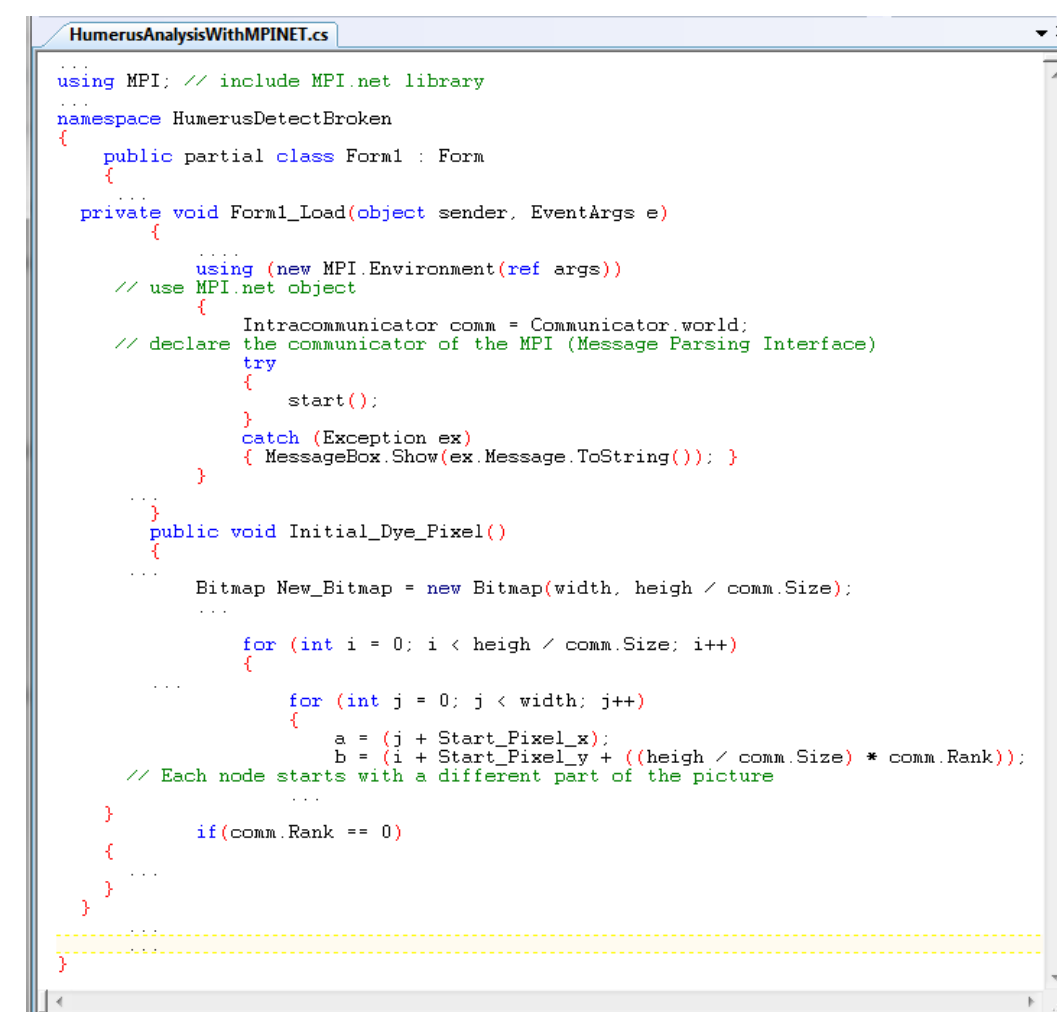 HumerusAnalysisWithMPINET.cs
...
using MPI; // include MPI.net library
...
namespace HumerusDetectBroken
{
public partial class Form1 : Form
{
...
private void Form1_Load(object sender, EventArgs e)
{
....
using (new MPI.Environment(ref args))
// use MPI.net object
{
Intracommunicator comm = Communicator.world;
// declare the communicator of the MPI (Message Parsing Interface)
try
{
start();
}
catch (Exception ex)
{ MessageBox.Show(ex.Message.ToString()); }
}
...
}
public void Initial_Dye_Pixel()
{
...
Bitmap New_Bitmap = new Bitmap(width, heigh / comm.Size);
...
for (int i = 0; i < heigh / comm.Size; i++)
{
...
for (int j = 0; j < width; j++)
{
a = (j + Start_Pixel_x);
b = (i + Start_Pixel_y + ((heigh / comm.Size) * comm.Rank));
// Each node starts with a different part of the picture
...
}
if(comm.Rank == 0)
{
...
}
}
...
...
}